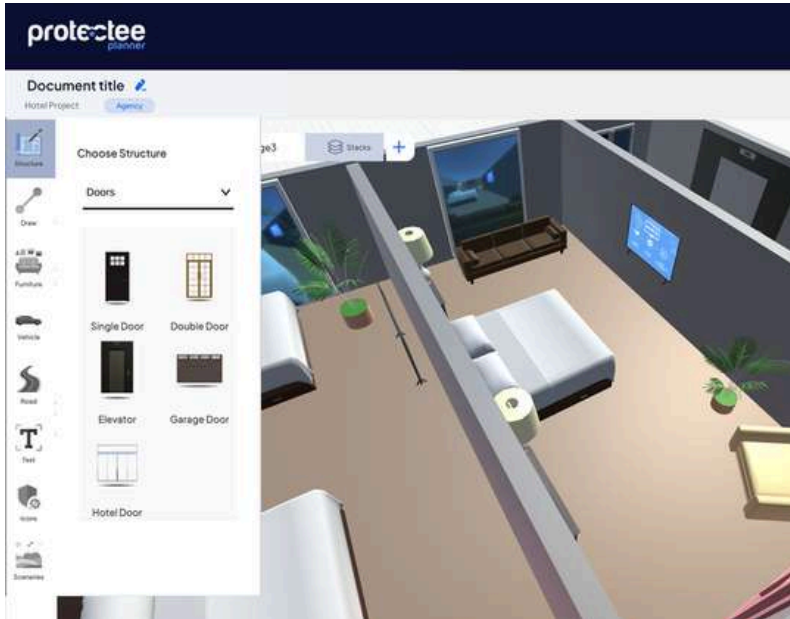 protectee
planner
Document title
Hotel Project
Agency
Structure
Choose Structure
ge3
Stacks
Doors
Draw
Furniture
Single Door
Double Door
Vehicle
Road
Elevator
Garage Door
Text
Hotel Door
Icons
Sceneries